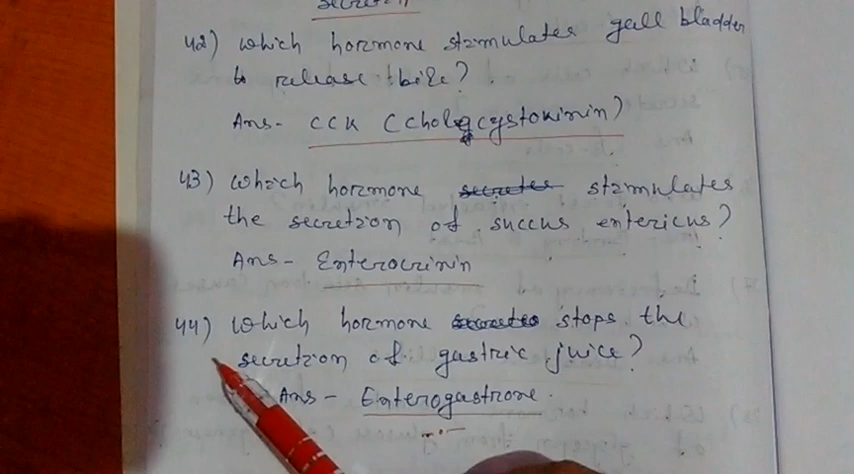 secretin
42) Which hormone stimulates gall bladder
to release bile?
Ans- CCK (Cholecystokinin)
43) Which hormone secretes stimulates
the secretion of succus entericus?
Ans - Enterocrinin
44) Which hormone secretes stops the
secretion of gastric juice?
Ans - Enterogastrone.